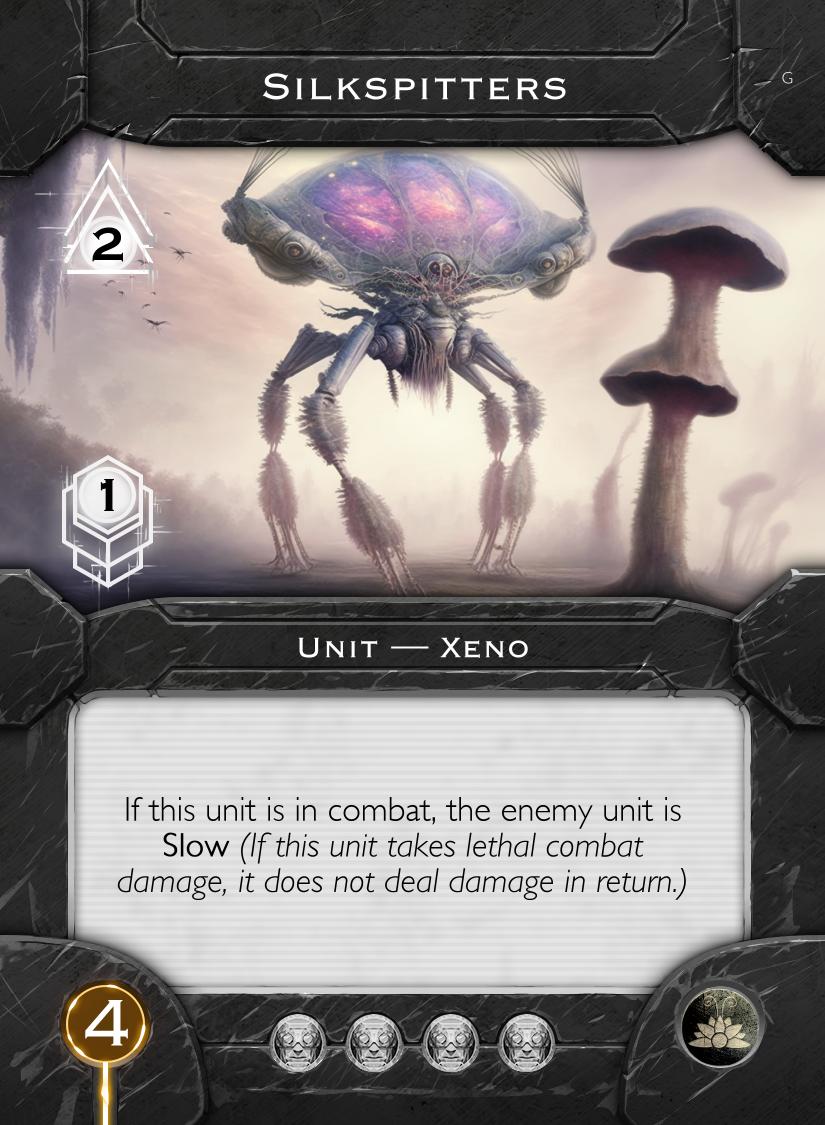 Silkspitters
G
2
1
Unit — Xeno
If this unit is in combat, the enemy unit is
Slow (If this unit takes lethal combat
damage, it does not deal damage in return.)
4